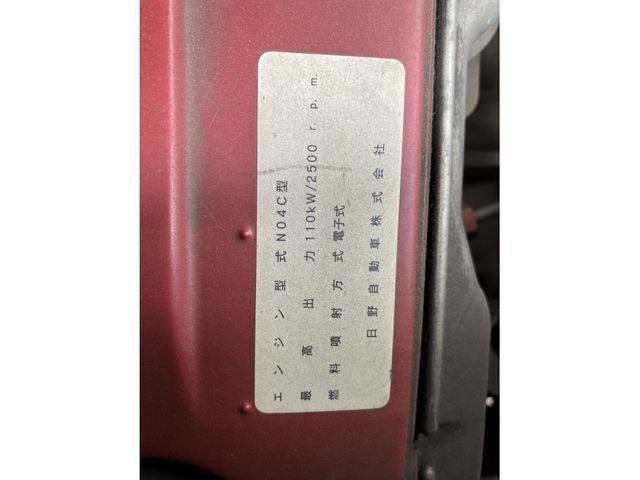 エンジン型式 N04C型
最高出力 110kW/2500 r.p.m.
燃料噴射方式 電子式
日野自動車株式会社